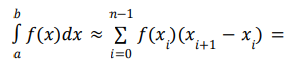 ∫_a^b f(x)dx ≈ ∑_{i=0}^{n−1} f(x_i)(x_{i+1} − x_i) =